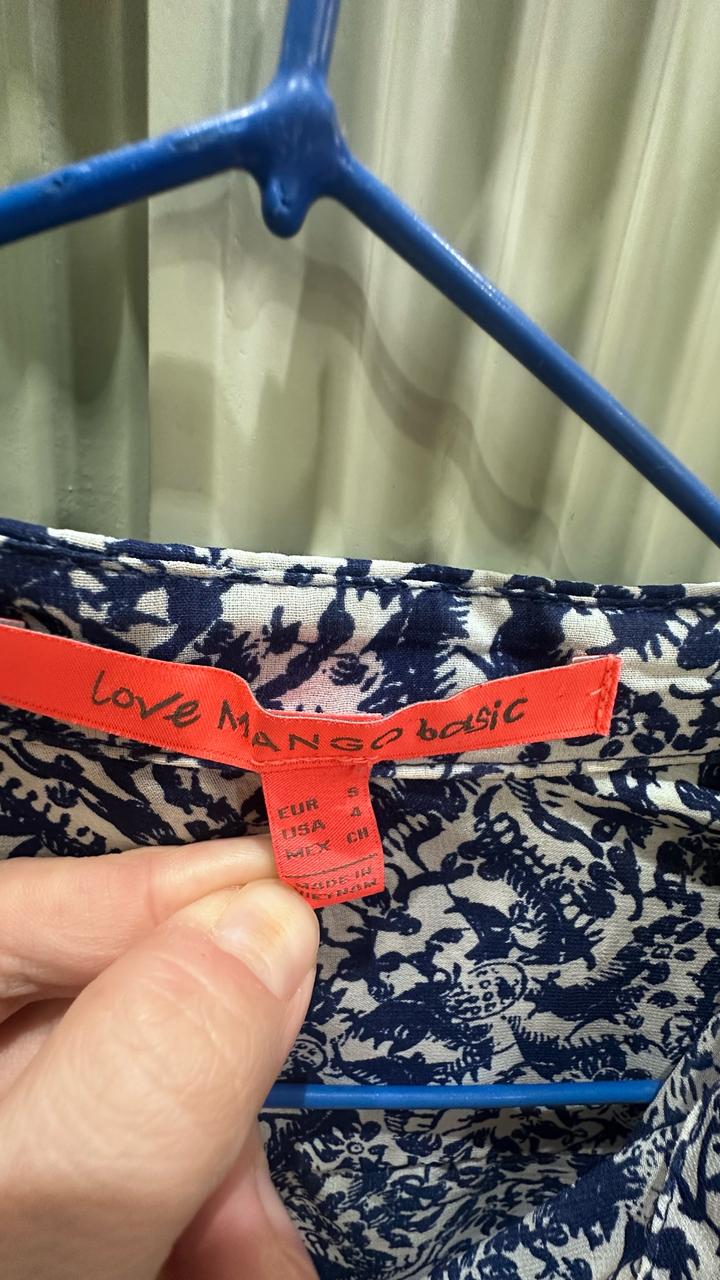 love MANGO basic
EUR S
USA 4
MEX CH
MADE IN
VIETNAM